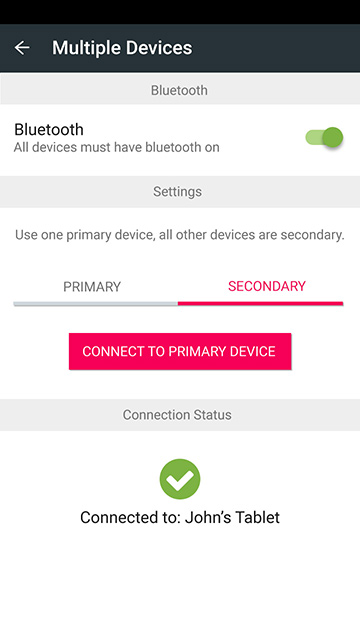 Multiple Devices
Bluetooth
Bluetooth
All devices must have bluetooth on
Settings
Use one primary device, all other devices are secondary.
PRIMARY
SECONDARY
CONNECT TO PRIMARY DEVICE
Connection Status
Connected to: John’s Tablet